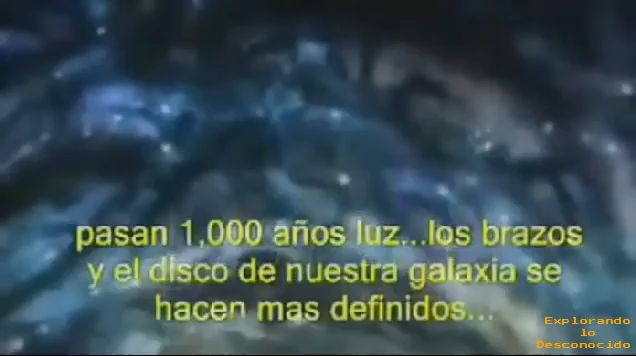 pasan 1,000 años luz...los brazos
y el disco de nuestra galaxia se
hacen mas definidos...
Explorando
lo
Desconocido